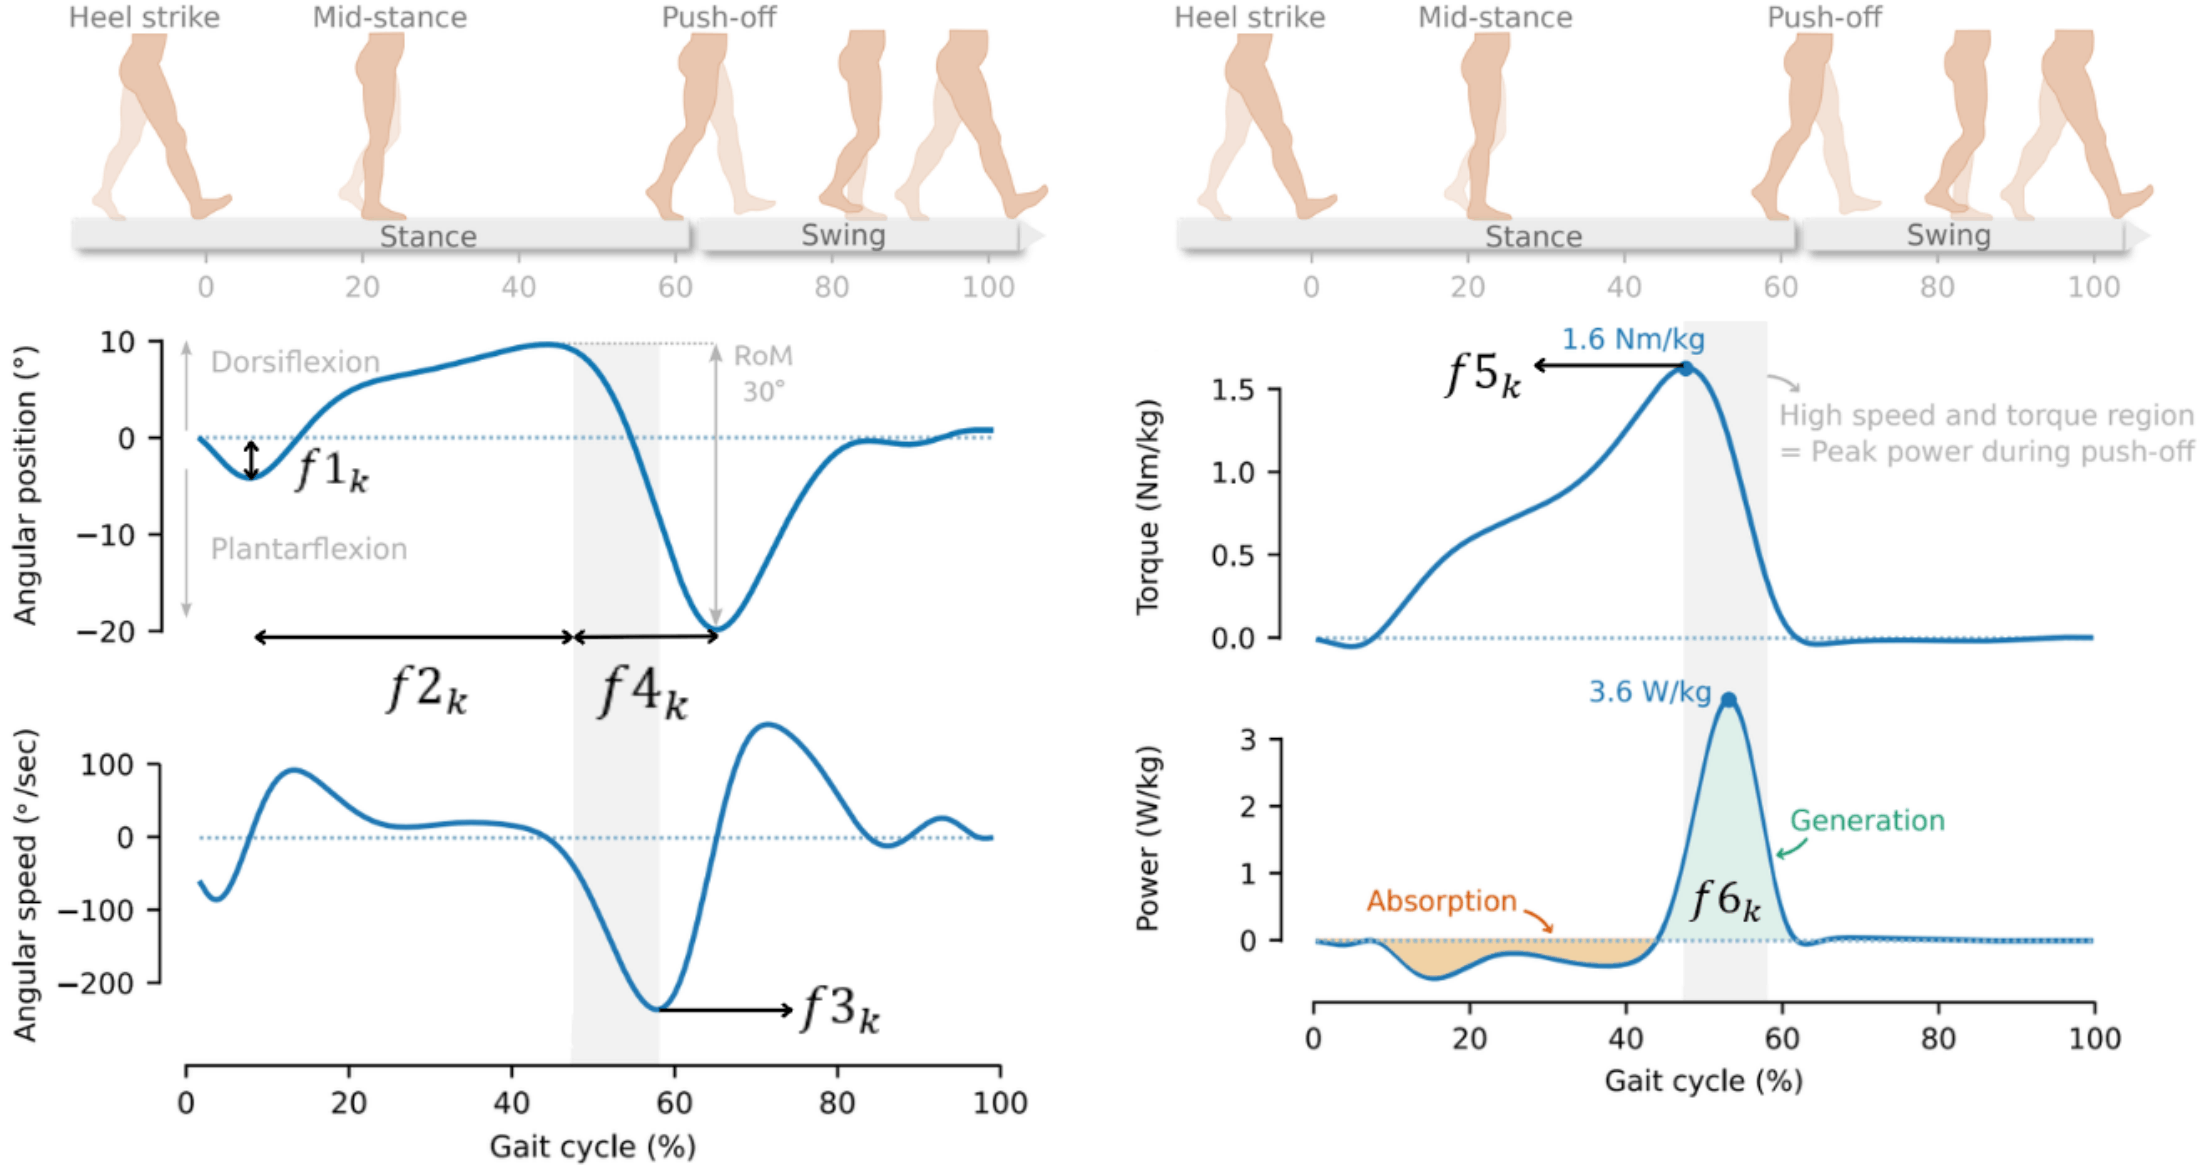 Heel strike Mid-stance Push-off
Stance Swing
0 20 40 60 80 100
10
0
−10
−20
Angular position (°)
Dorsiflexion
Plantarflexion
RoM
30°
f1k
f2k
f4k
100
0
−100
−200
Angular speed (°/sec)
f3k
0 20 40 60 80 100
Gait cycle (%)
Heel strike Mid-stance Push-off
Stance Swing
0 20 40 60 80 100
1.6 Nm/kg
f5k
1.5
1.0
0.5
0.0
Torque (Nm/kg)
High speed and torque region
= Peak power during push-off
3.6 W/kg
3
2
1
0
Power (W/kg)
Generation
Absorption
f6k
0 20 40 60 80 100
Gait cycle (%)